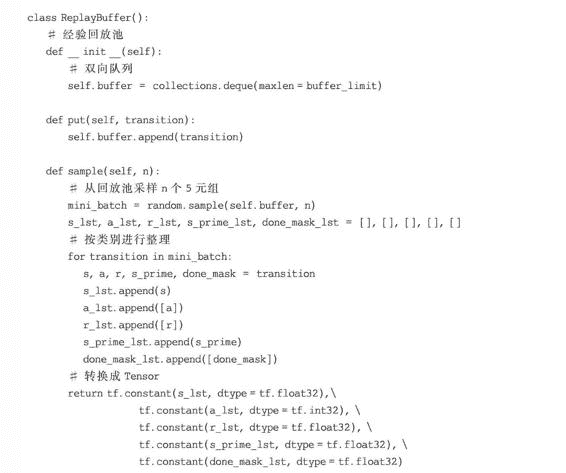 class ReplayBuffer():
# 经验回放池
def __ init __(self):
# 双向队列
self.buffer = collections.deque(maxlen = buffer_limit)
def put(self, transition):
self.buffer.append(transition)
def sample(self, n):
# 从回放池采样 n 个 5 元组
mini_batch = random.sample(self.buffer, n)
s_lst, a_lst, r_lst, s_prime_lst, done_mask_lst = [], [], [], [], []
# 按类别进行整理
for transition in mini_batch:
s, a, r, s_prime, done_mask = transition
s_lst.append(s)
a_lst.append([a])
r_lst.append([r])
s_prime_lst.append(s_prime)
done_mask_lst.append([done_mask])
# 转换成 Tensor
return tf.constant(s_lst, dtype = tf.float32),\
tf.constant(a_lst, dtype = tf.int32), \
tf.constant(r_lst, dtype = tf.float32), \
tf.constant(s_prime_lst, dtype = tf.float32), \
tf.constant(done_mask_lst, dtype = tf.float32)